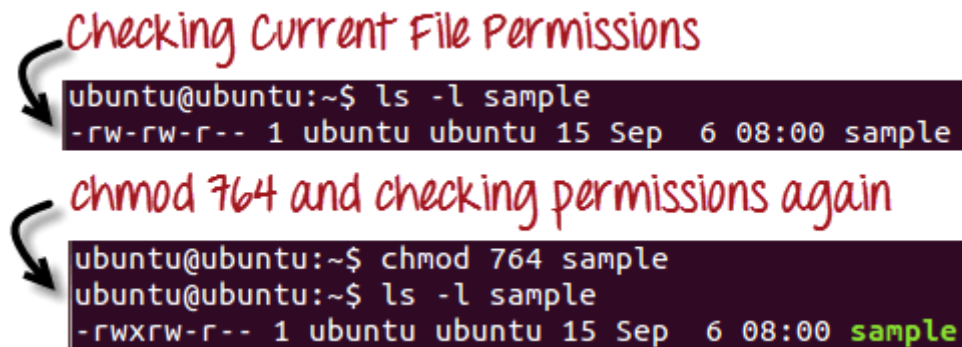 Checking Current File Permissions
ubuntu@ubuntu:~$ ls -l sample
-rw-rw-r-- 1 ubuntu ubuntu 15 Sep  6 08:00 sample
chmod 764 and checking permissions again
ubuntu@ubuntu:~$ chmod 764 sample
ubuntu@ubuntu:~$ ls -l sample
-rwxrw-r-- 1 ubuntu ubuntu 15 Sep  6 08:00 sample